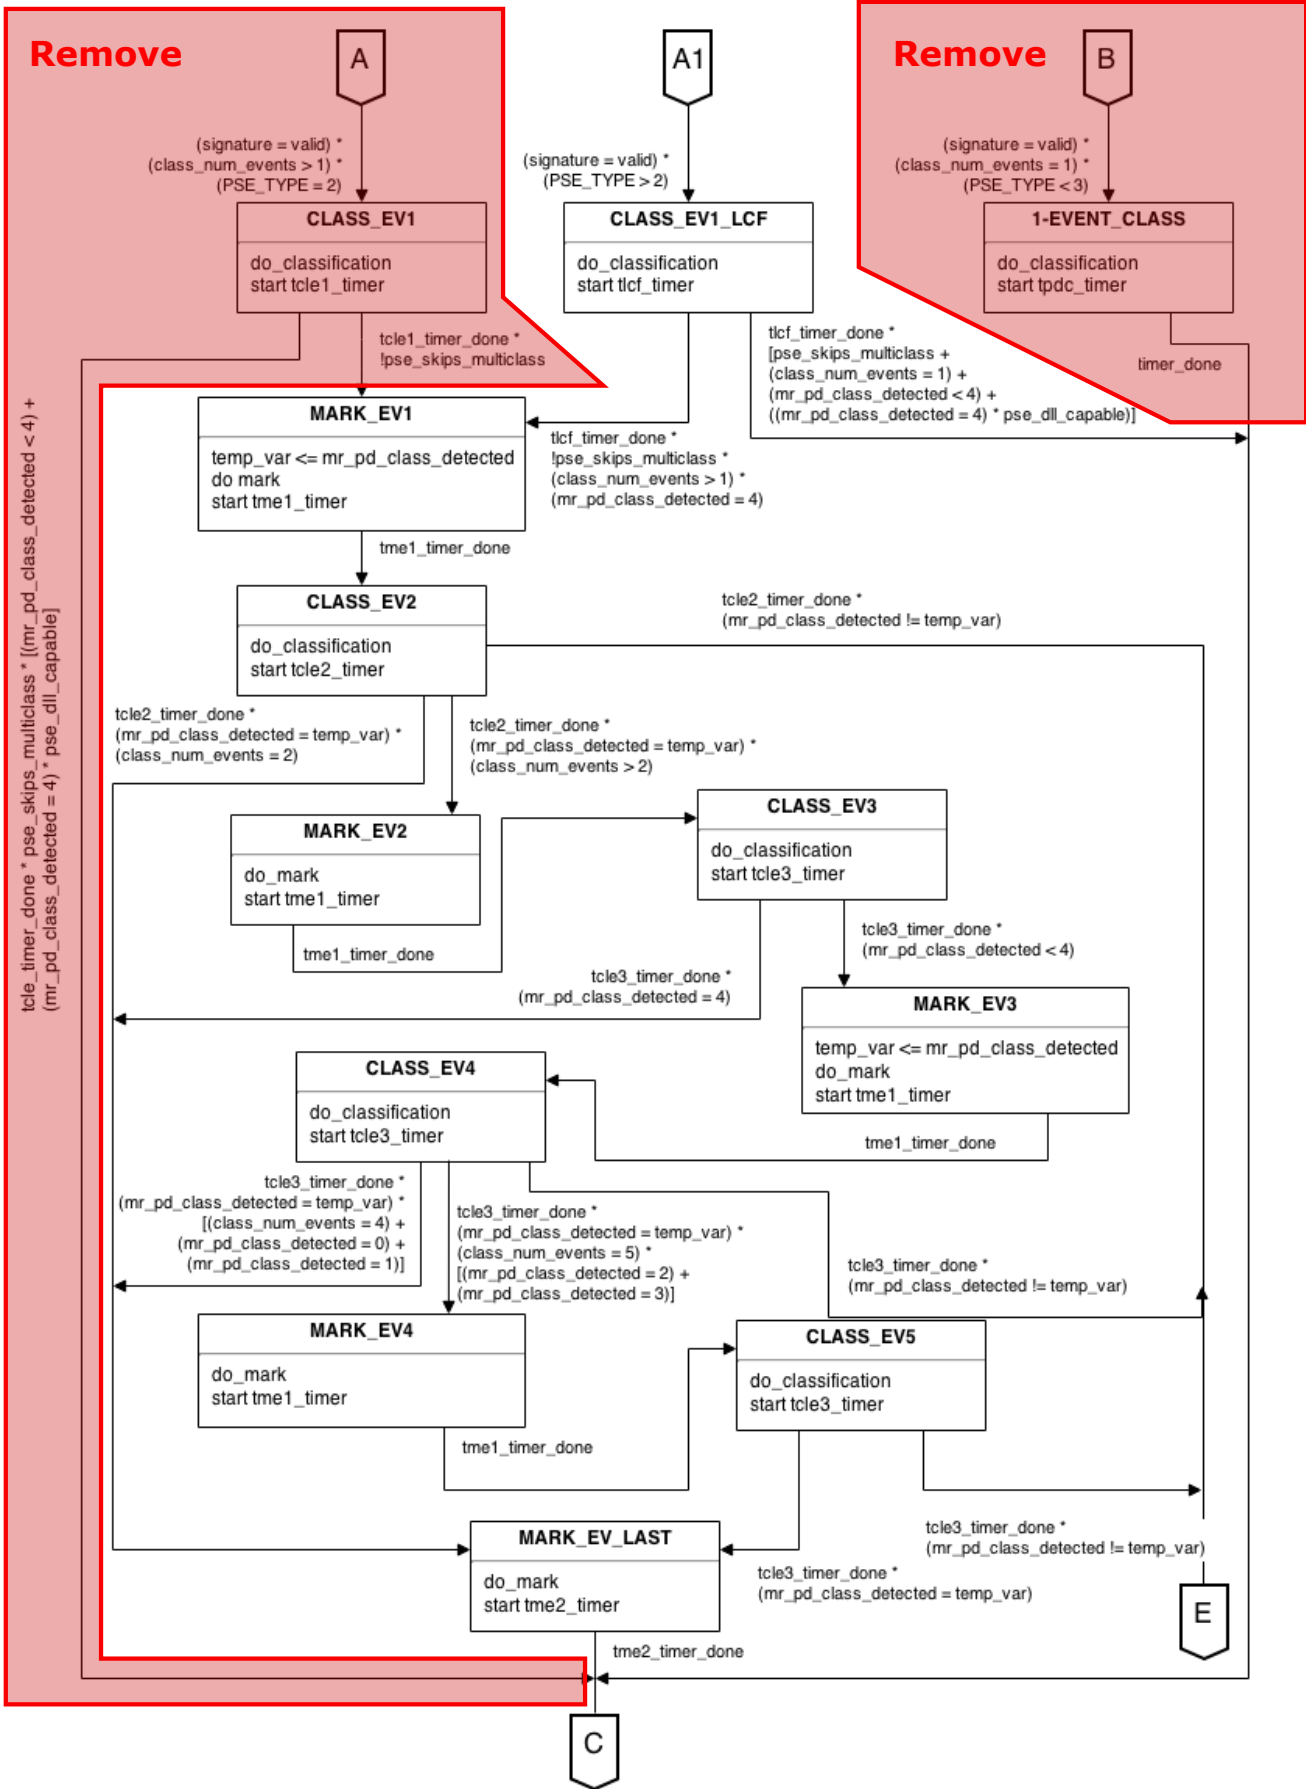 Remove
A
A1
Remove
B
(signature = valid) *
(class_num_events > 1) *
(PSE_TYPE = 2)
(signature = valid) *
(PSE_TYPE > 2)
(signature = valid) *
(class_num_events = 1) *
(PSE_TYPE < 3)
CLASS_EV1
do_classification
start tcle1_timer
CLASS_EV1_LCF
do_classification
start tlcf_timer
1-EVENT_CLASS
do_classification
start tpdc_timer
tcle1_timer_done *
!pse_skips_multiclass
tlcf_timer_done *
[pse_skips_multiclass +
(class_num_events = 1) +
(mr_pd_class_detected < 4) +
((mr_pd_class_detected = 4) * pse_dll_capable)]
timer_done
tcle_timer_done * pse_skips_multiclass * [(mr_pd_class_detected < 4) +
(mr_pd_class_detected = 4) * pse_dll_capable]
MARK_EV1
temp_var <= mr_pd_class_detected
do mark
start tme1_timer
tlcf_timer_done *
!pse_skips_multiclass *
(class_num_events > 1) *
(mr_pd_class_detected = 4)
tme1_timer_done
CLASS_EV2
do_classification
start tcle2_timer
tcle2_timer_done *
(mr_pd_class_detected != temp_var)
tcle2_timer_done *
(mr_pd_class_detected = temp_var) *
(class_num_events = 2)
tcle2_timer_done *
(mr_pd_class_detected = temp_var) *
(class_num_events > 2)
MARK_EV2
do_mark
start tme1_timer
CLASS_EV3
do_classification
start tcle3_timer
tme1_timer_done
tcle3_timer_done *
(mr_pd_class_detected < 4)
tcle3_timer_done *
(mr_pd_class_detected = 4)
MARK_EV3
temp_var <= mr_pd_class_detected
do_mark
start tme1_timer
CLASS_EV4
do_classification
start tcle3_timer
tme1_timer_done
tcle3_timer_done *
(mr_pd_class_detected = temp_var) *
[(class_num_events = 4) +
(mr_pd_class_detected = 0) +
(mr_pd_class_detected = 1)]
tcle3_timer_done *
(mr_pd_class_detected = temp_var) *
(class_num_events = 5) *
[(mr_pd_class_detected = 2) +
(mr_pd_class_detected = 3)]
tcle3_timer_done *
(mr_pd_class_detected != temp_var)
MARK_EV4
do_mark
start tme1_timer
CLASS_EV5
do_classification
start tcle3_timer
tme1_timer_done
MARK_EV_LAST
do_mark
start tme2_timer
tcle3_timer_done *
(mr_pd_class_detected != temp_var)
tcle3_timer_done *
(mr_pd_class_detected = temp_var)
E
tme2_timer_done
C